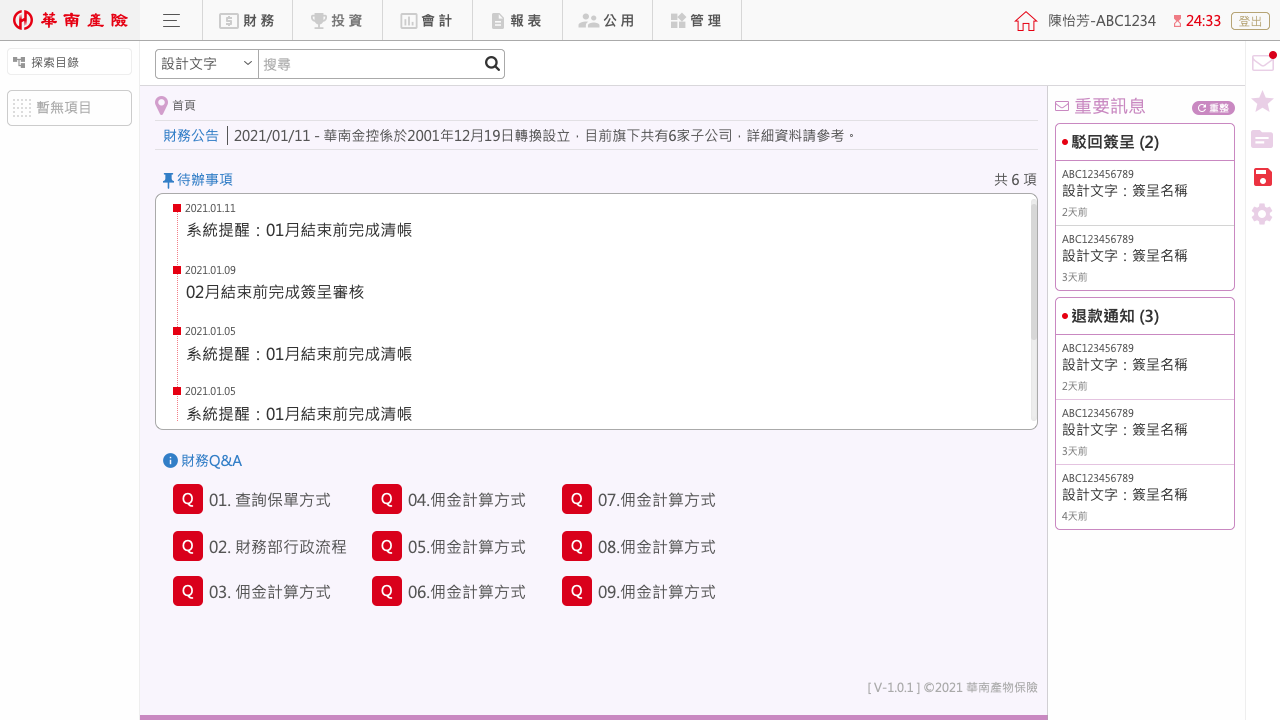 華南產險
財務
投資
會計
報表
公用
管理
陳怡芳-ABC1234
24:33
登出
探索目錄
暫無項目
設計文字
搜尋
首頁
財務公告
2021/01/11 - 華南金控係於2001年12月19日轉換設立，目前旗下共有6家子公司，詳細資料請參考。
待辦事項
共 6 項
2021.01.11
系統提醒：01月結束前完成清帳
2021.01.09
02月結束前完成簽呈審核
2021.01.05
系統提醒：01月結束前完成清帳
2021.01.05
系統提醒：01月結束前完成清帳
財務Q&A
Q 01. 查詢保單方式
Q 04.佣金計算方式
Q 07.佣金計算方式
Q 02. 財務部行政流程
Q 05.佣金計算方式
Q 08.佣金計算方式
Q 03. 佣金計算方式
Q 06.佣金計算方式
Q 09.佣金計算方式
[ V-1.0.1 ] ©2021 華南產物保險
重要訊息
重整
駁回簽呈 (2)
ABC123456789
設計文字：簽呈名稱
2天前
ABC123456789
設計文字：簽呈名稱
3天前
退款通知 (3)
ABC123456789
設計文字：簽呈名稱
2天前
ABC123456789
設計文字：簽呈名稱
3天前
ABC123456789
設計文字：簽呈名稱
4天前